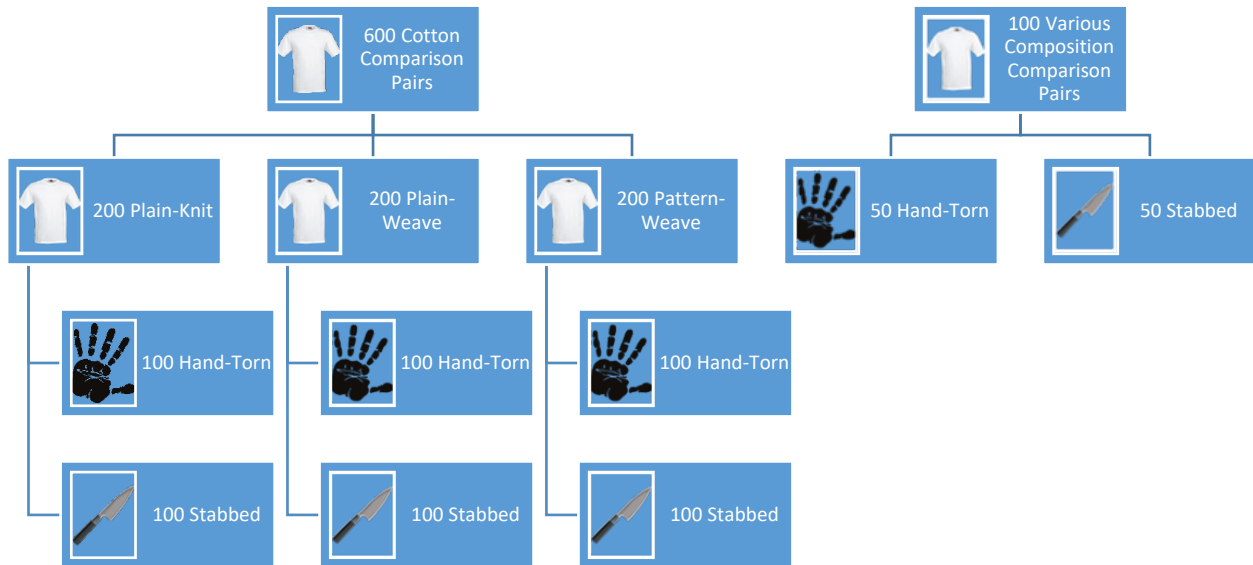 600 Cotton
Comparison
Pairs
100 Various
Composition
Comparison
Pairs
200 Plain-Knit
200 Plain-
Weave
200 Pattern-
Weave
50 Hand-Torn
50 Stabbed
100 Hand-Torn
100 Hand-Torn
100 Hand-Torn
100 Stabbed
100 Stabbed
100 Stabbed